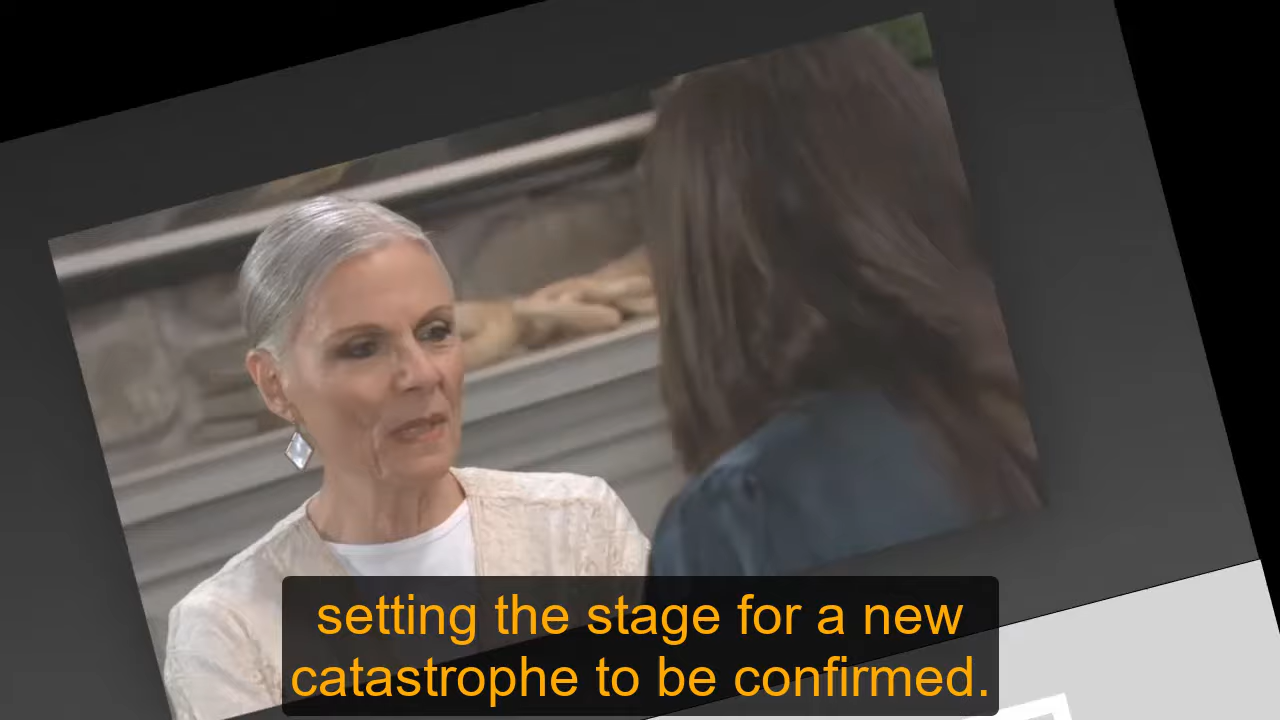 setting the stage for a new
catastrophe to be confirmed.